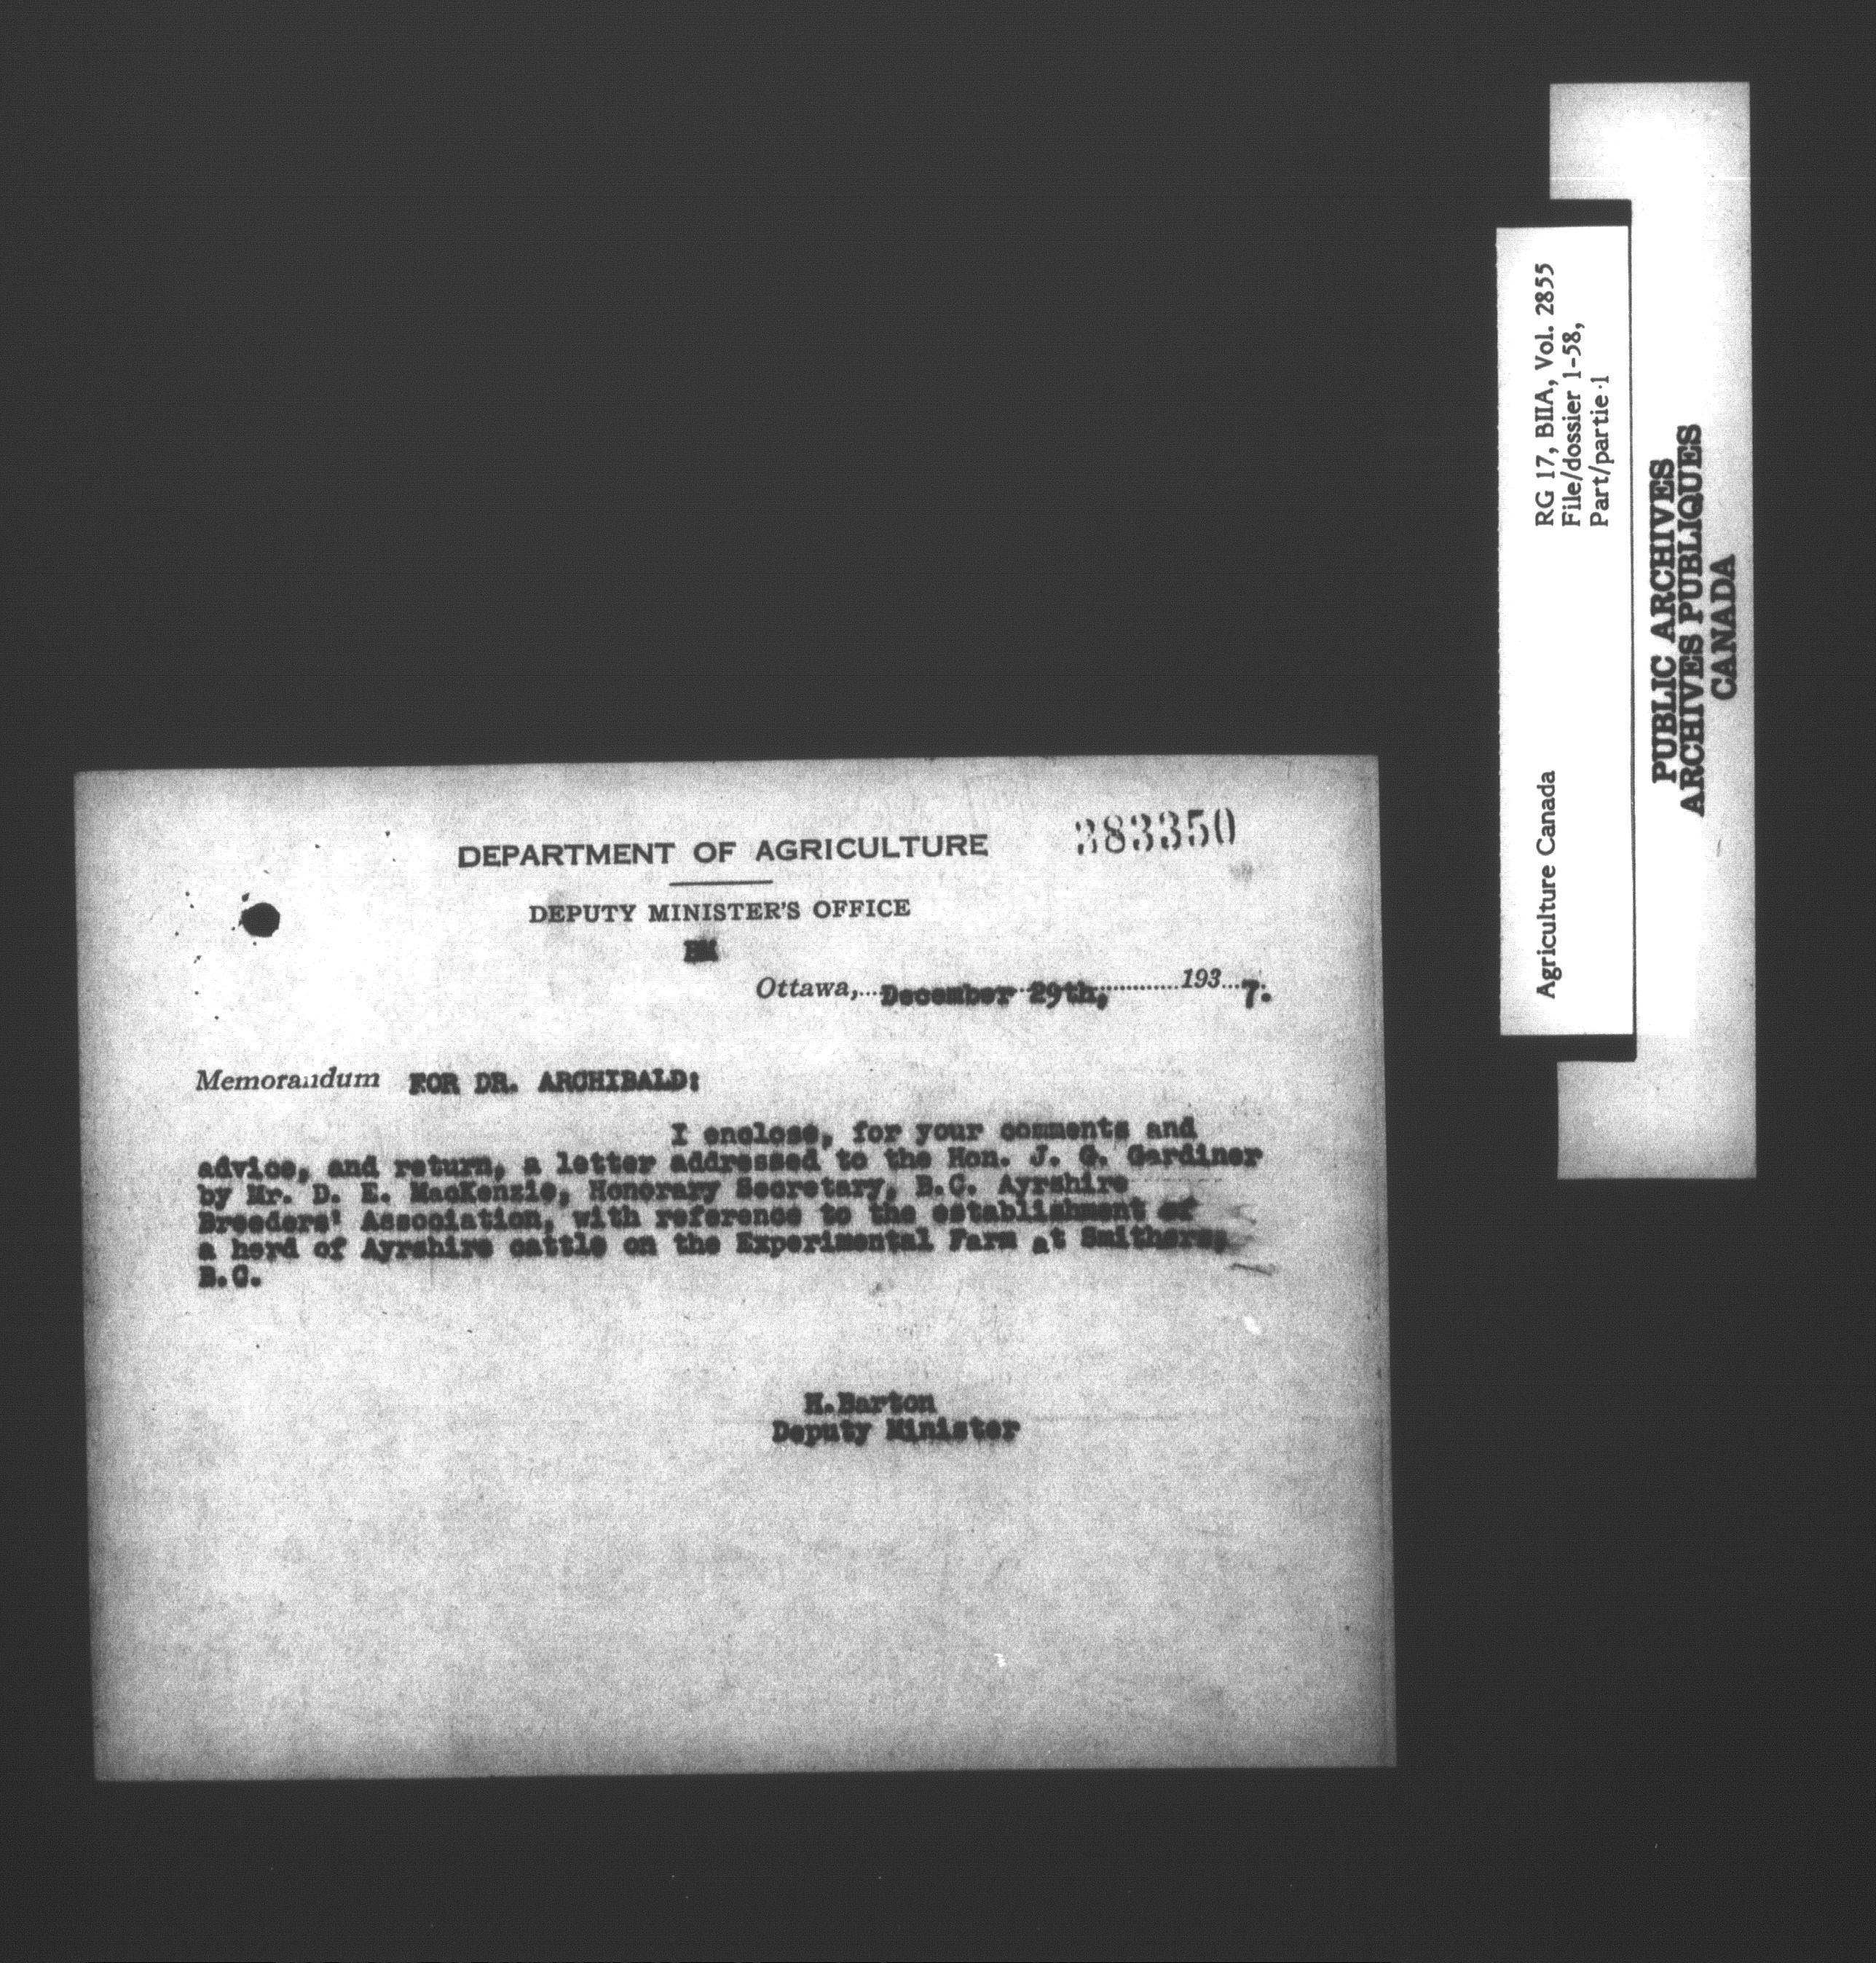 DEPARTMENT OF AGRICULTURE
383350
DEPUTY MINISTER'S OFFICE
Ottawa, December 29th, 1937.
Memorandum FOR DR. ARCHIBALD:
I enclose, for your comments and
advice, and return, a letter addressed to the Hon. J. G. Gardiner
by Mr. D. E. MacKenzie, Honorary Secretary, B.C. Ayrshire
Breeders' Association, with reference to the establishment of
a herd of Ayrshire cattle on the Experimental Farm at Smithers,
B.C.
H.Barton
Deputy Minister
Agriculture Canada
RG 17, BIIA, Vol. 2855
File/dossier 1-58,
Part/partie 1
PUBLIC ARCHIVES
ARCHIVES PUBLIQUES
CANADA